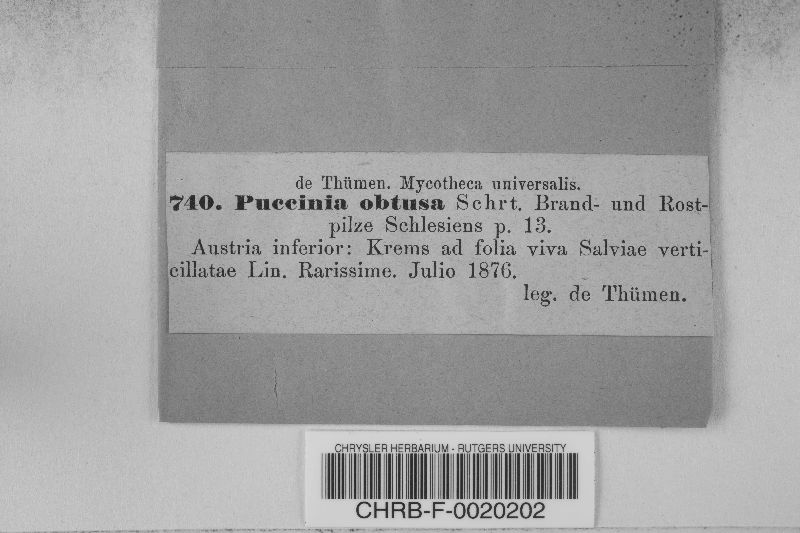 de Thümen. Mycotheca universalis.
740. Puccinia obtusa Schrt. Brand- und Rost-
pilze Schlesiens p. 13.
Austria inferior: Krems ad folia viva Salviae verti-
cillatae Lin. Rarissime. Julio 1876.
leg. de Thümen.
CHRYSLER HERBARIUM - RUTGERS UNIVERSITY
CHRB-F-0020202